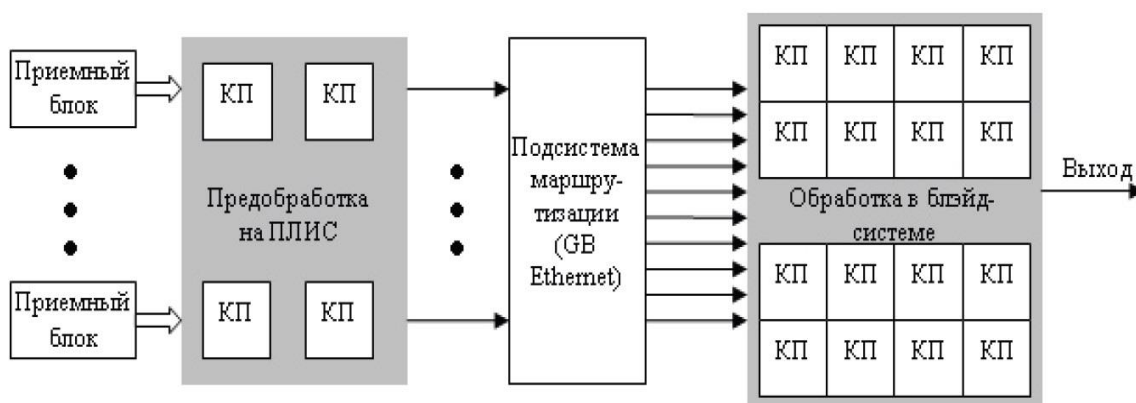 Приемный
блок
Приемный
блок
КП КП
Предобработка
на ПЛИС
КП КП
Подсистема
маршру-
тизации
(GB
Ethernet)
КП КП КП КП
КП КП КП КП
Обработка в блэйд-
системе
КП КП КП КП
КП КП КП КП
Выход